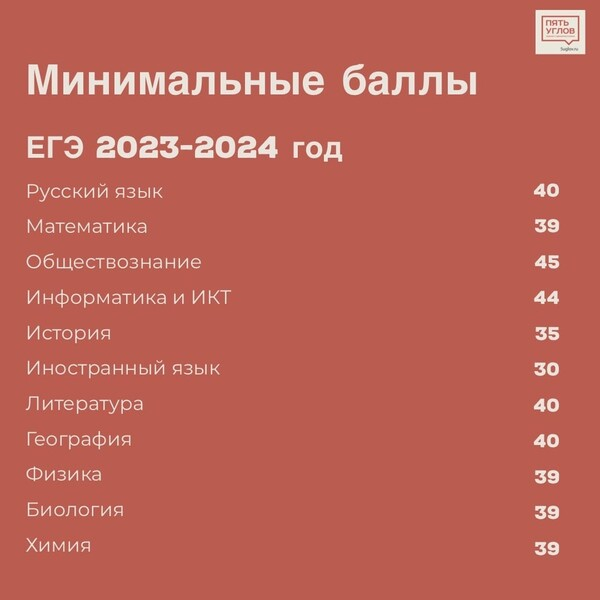 ПЯТЬ
УГЛОВ
5uglov.ru
Минимальные баллы
ЕГЭ 2023-2024 год
Русский язык 40
Математика 39
Обществознание 45
Информатика и ИКТ 44
История 35
Иностранный язык 30
Литература 40
География 40
Физика 39
Биология 39
Химия 39